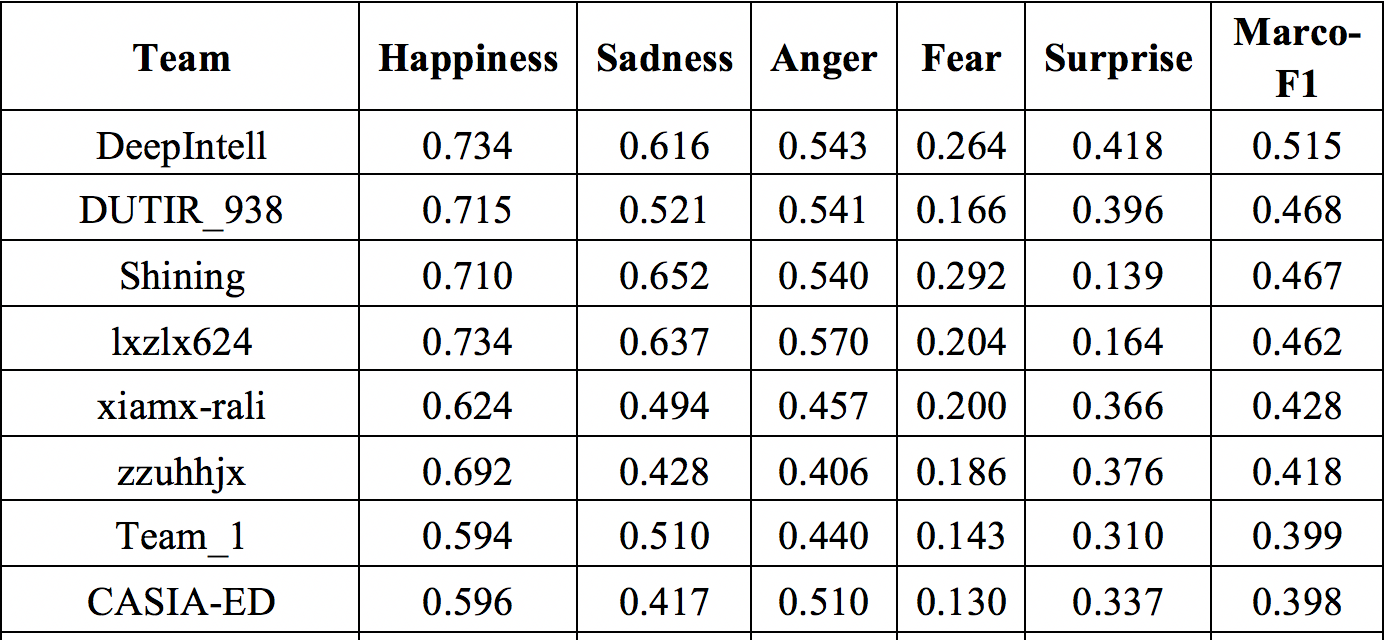 Team Happiness Sadness Anger Fear Surprise Marco-
F1
DeepIntell 0.734 0.616 0.543 0.264 0.418 0.515
DUTIR_938 0.715 0.521 0.541 0.166 0.396 0.468
Shining 0.710 0.652 0.540 0.292 0.139 0.467
lxzlx624 0.734 0.637 0.570 0.204 0.164 0.462
xiamx-rali 0.624 0.494 0.457 0.200 0.366 0.428
zzuhhjx 0.692 0.428 0.406 0.186 0.376 0.418
Team_1 0.594 0.510 0.440 0.143 0.310 0.399
CASIA-ED 0.596 0.417 0.510 0.130 0.337 0.398